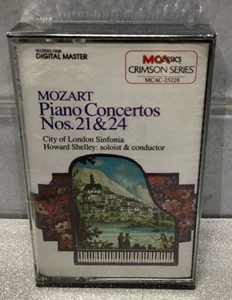 DIGITAL MASTER
MCA Classics
CRIMSON SERIES
MCAC-25228
MOZART
Piano Concertos
Nos. 21 & 24
City of London Sinfonia
Howard Shelley: soloist & conductor